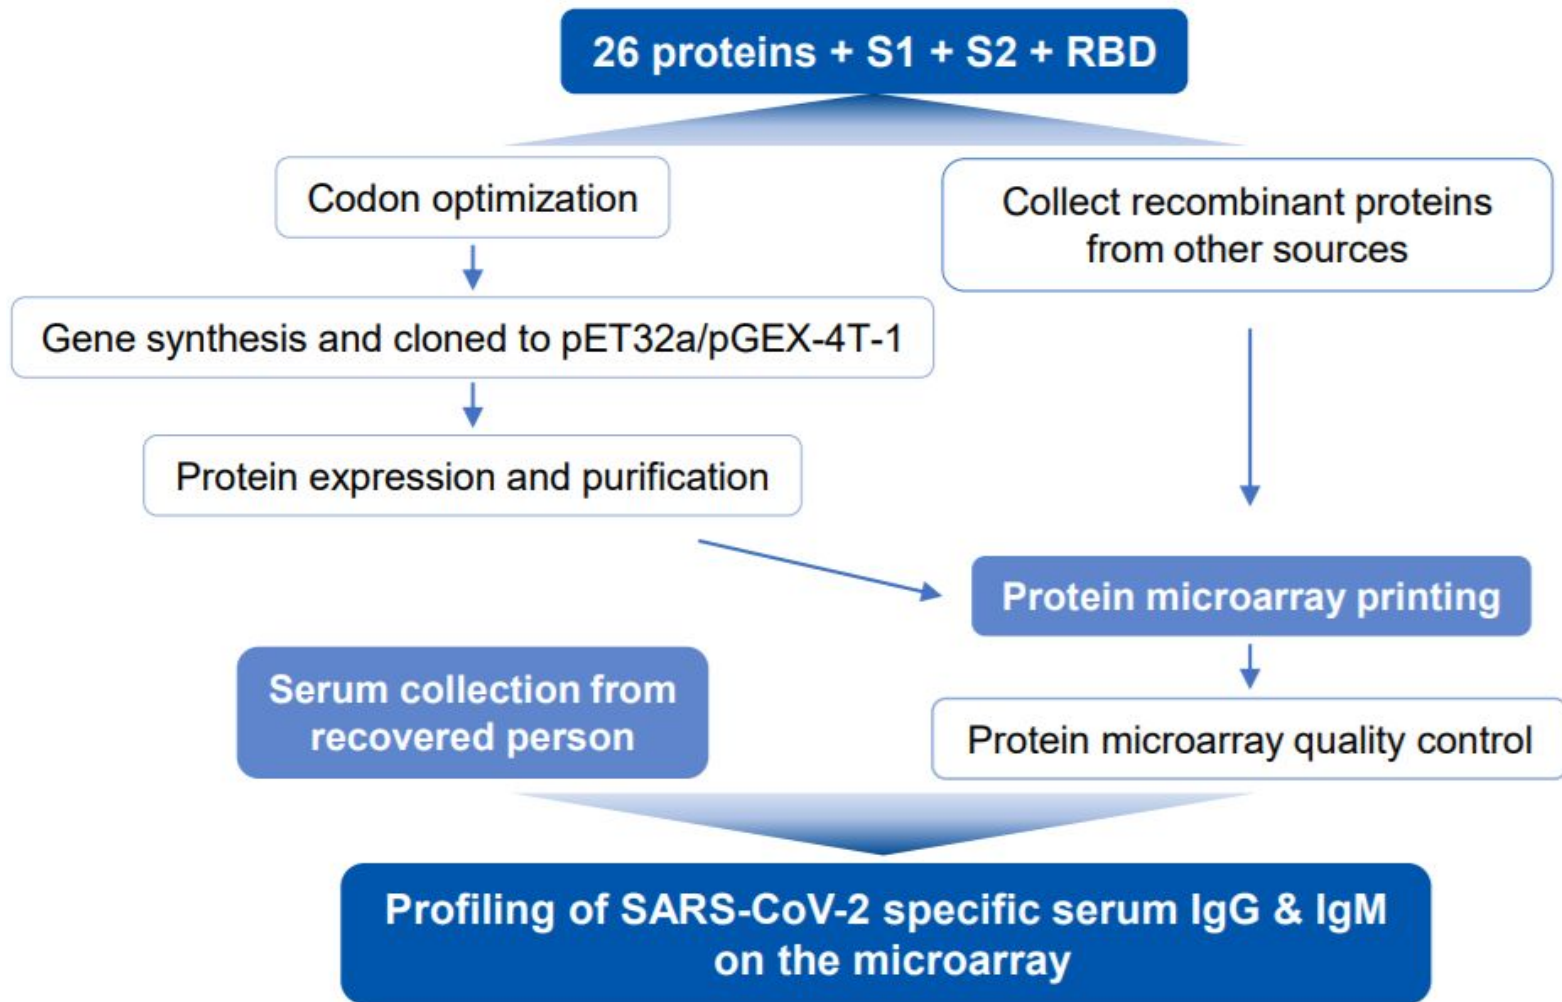 26 proteins + S1 + S2 + RBD
Codon optimization
Collect recombinant proteins
from other sources
Gene synthesis and cloned to pET32a/pGEX-4T-1
Protein expression and purification
Protein microarray printing
Serum collection from
recovered person
Protein microarray quality control
Profiling of SARS-CoV-2 specific serum IgG & IgM
on the microarray